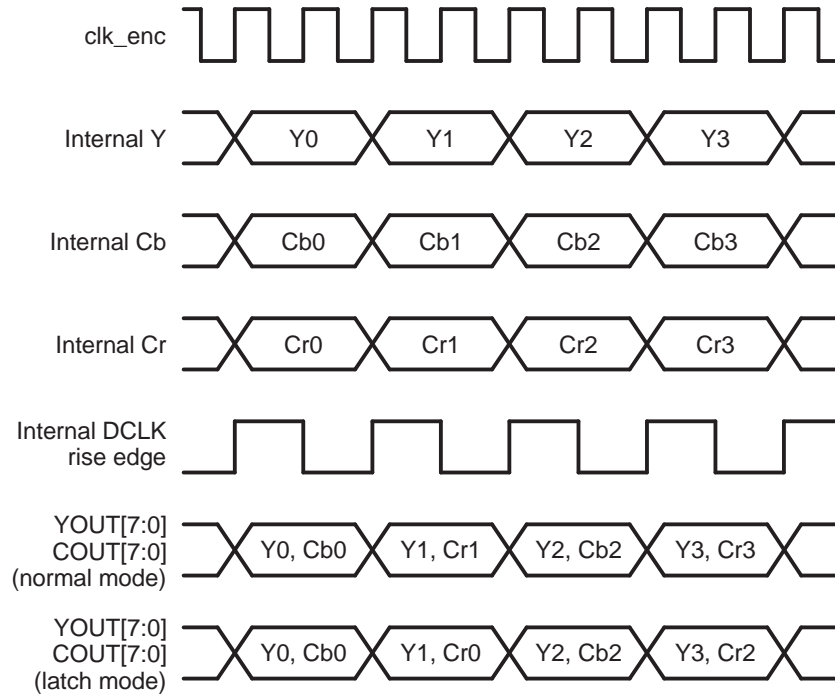 clk_enc
Internal Y
Y0 Y1 Y2 Y3
Internal Cb
Cb0 Cb1 Cb2 Cb3
Internal Cr
Cr0 Cr1 Cr2 Cr3
Internal DCLK
rise edge
YOUT[7:0]
COUT[7:0]
(normal mode)
Y0, Cb0 Y1, Cr1 Y2, Cb2 Y3, Cr3
YOUT[7:0]
COUT[7:0]
(latch mode)
Y0, Cb0 Y1, Cr0 Y2, Cb2 Y3, Cr2